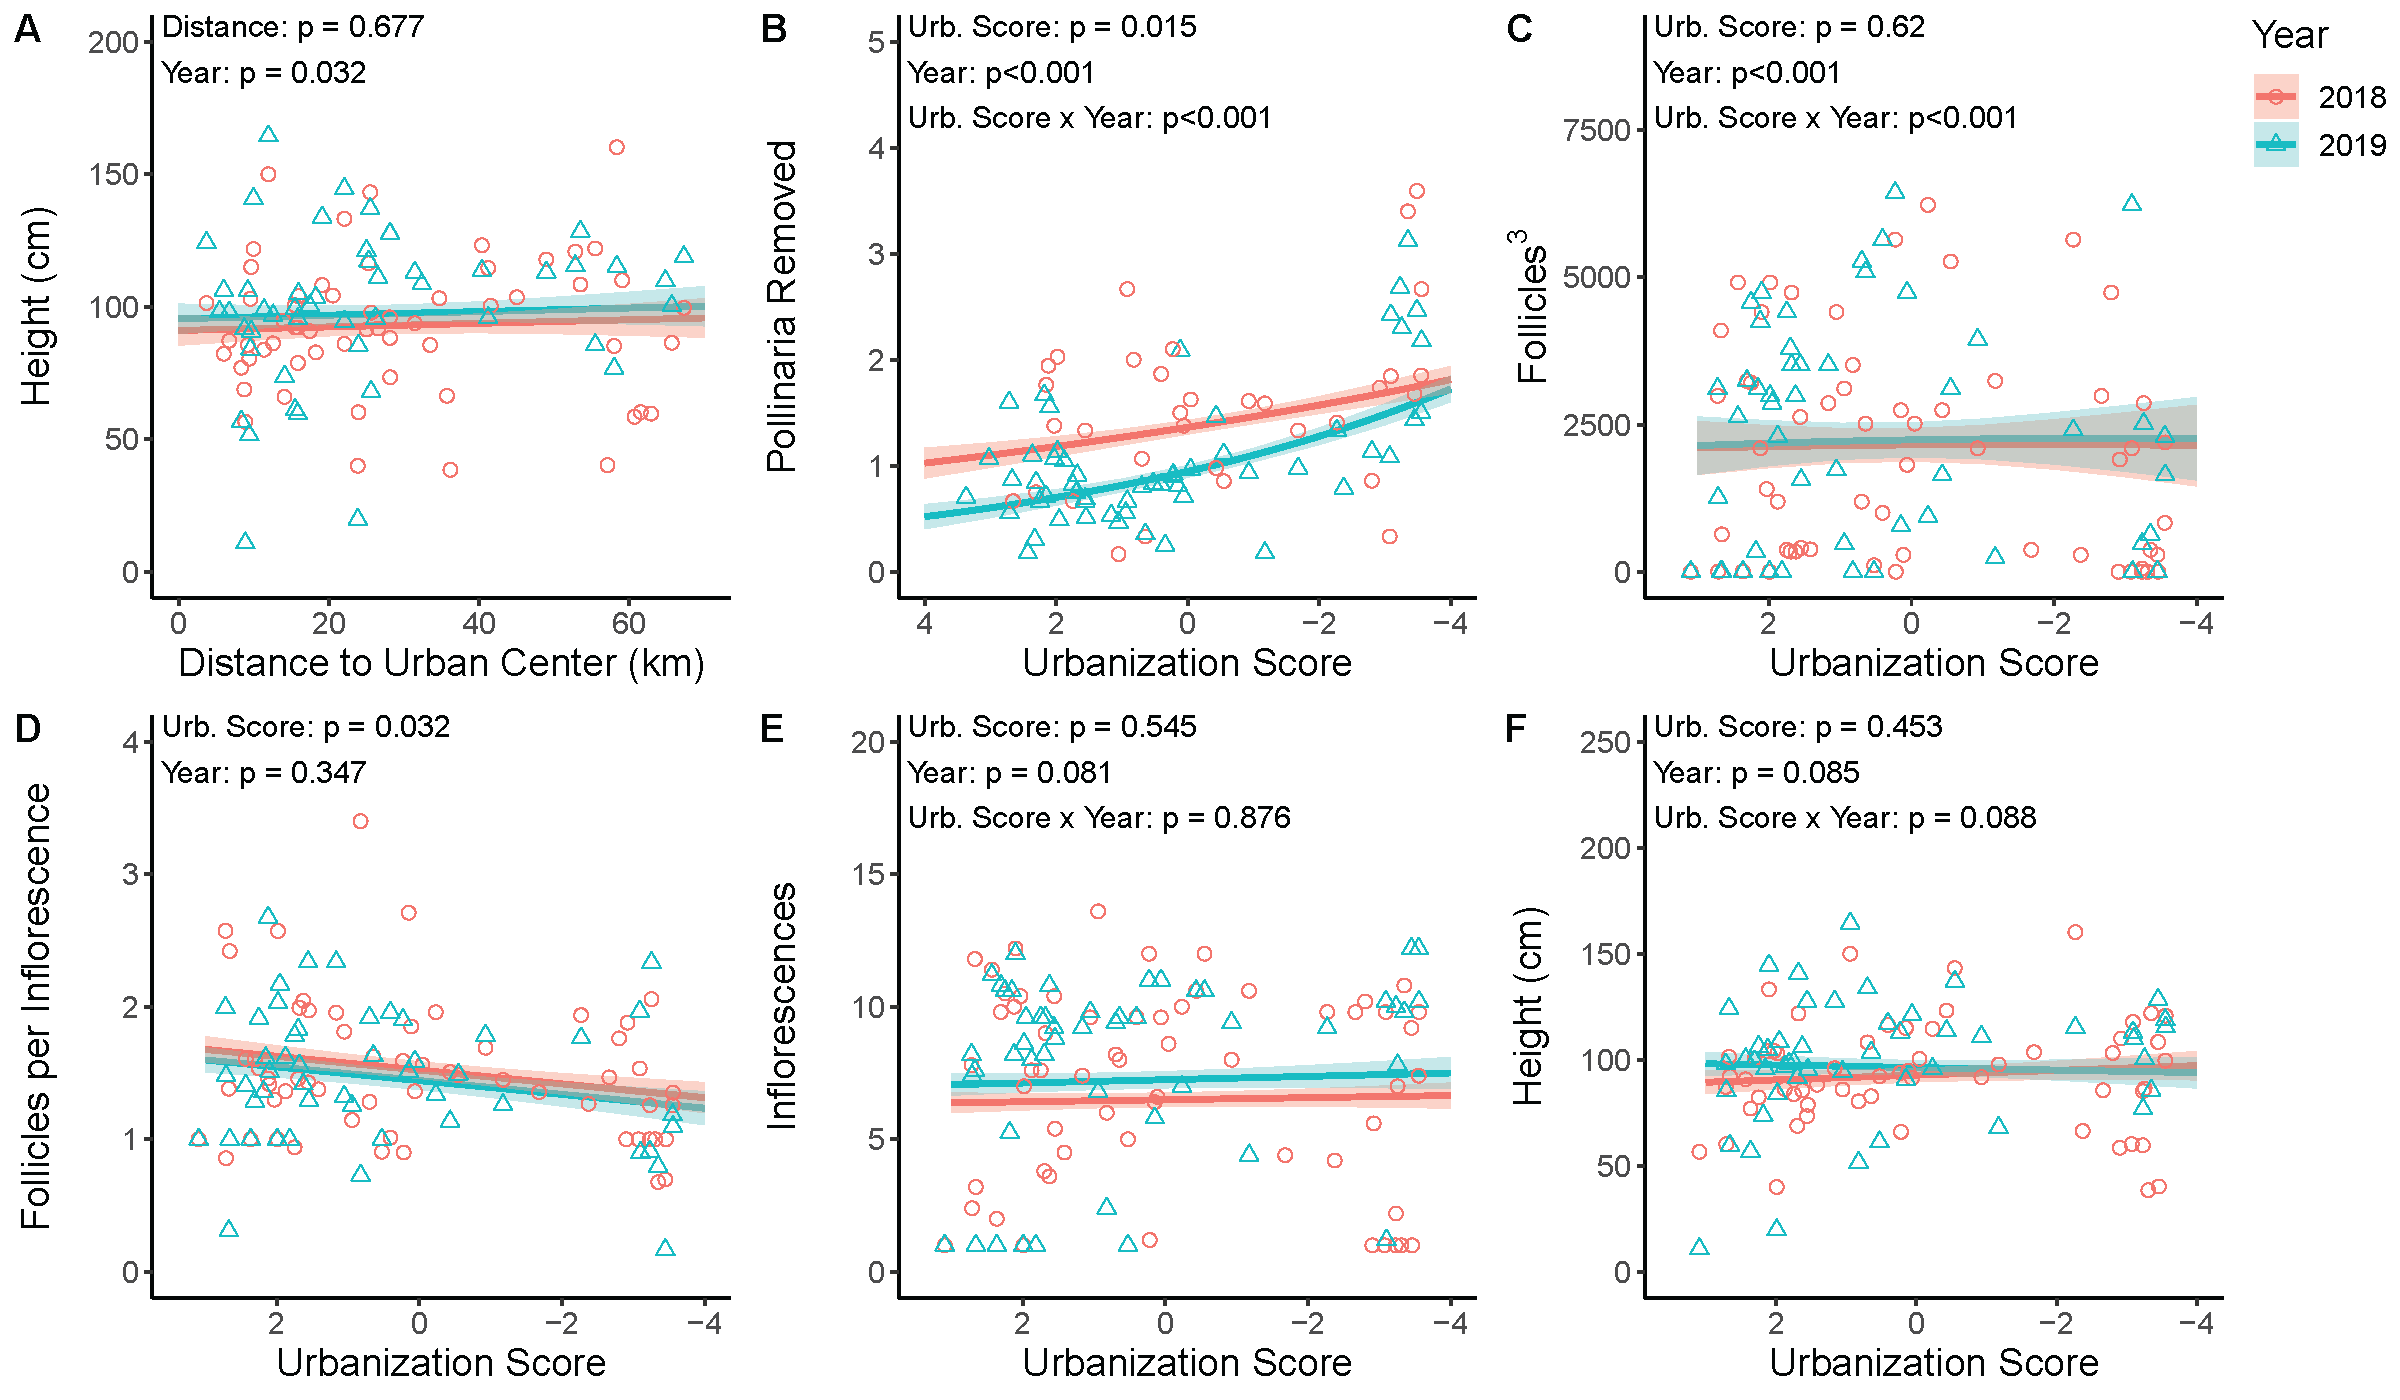 A
Distance: p = 0.677
Year: p = 0.032
200
150
100
50
0
Height (cm)
0 20 40 60
Distance to Urban Center (km)
B
Urb. Score: p = 0.015
Year: p<0.001
Urb. Score x Year: p<0.001
5
4
3
2
1
0
Pollinaria Removed
4 2 0 −2 −4
Urbanization Score
C
Urb. Score: p = 0.62
Year: p<0.001
Urb. Score x Year: p<0.001
7500
5000
2500
0
Follicles³
2 0 −2 −4
Urbanization Score
Year
2018
2019
D
Urb. Score: p = 0.032
Year: p = 0.347
4
3
2
1
0
Follicles per Inflorescence
2 0 −2 −4
Urbanization Score
E
Urb. Score: p = 0.545
Year: p = 0.081
Urb. Score x Year: p = 0.876
20
15
10
5
0
Inflorescences
2 0 −2 −4
Urbanization Score
F
Urb. Score: p = 0.453
Year: p = 0.085
Urb. Score x Year: p = 0.088
250
200
150
100
50
0
Height (cm)
2 0 −2 −4
Urbanization Score